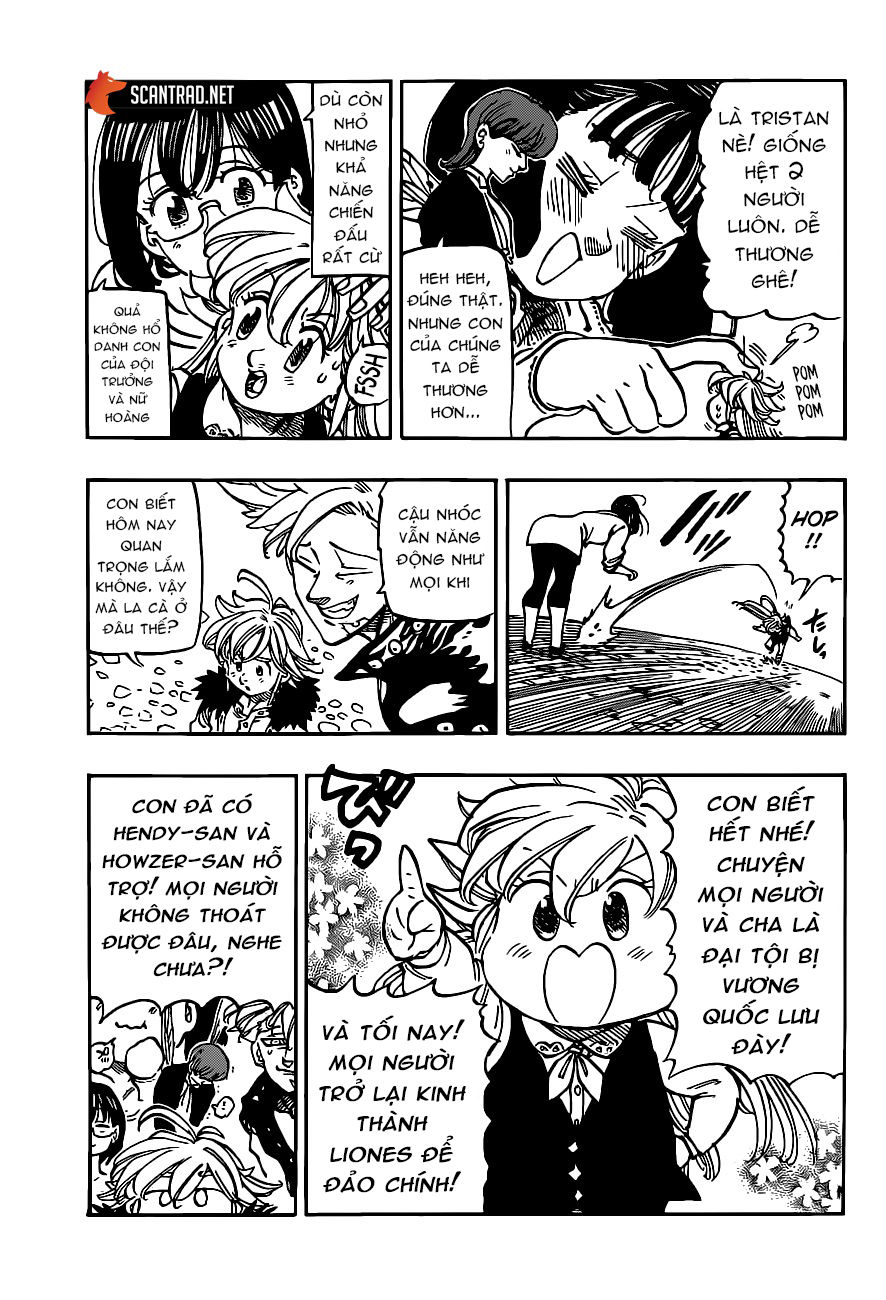 SCANTRAD.NET
LÀ TRISTAN
NÈ! GIỐNG
HỆT 2
NGƯỜI
LUÔN. DỄ
THƯƠNG
GHÊ!
HEH HEH,
ĐÚNG THẬT.
NHƯNG CON
CỦA CHÚNG
TA DỄ
THƯƠNG
HƠN...
POM
POM
POM
DÙ CÒN
NHỎ
NHƯNG
KHẢ
NĂNG
CHIẾN
ĐẤU
RẤT CỪ
QUẢ
KHÔNG HỔ
DANH CON
CỦA ĐỘI
TRƯỞNG
VÀ NỮ
HOÀNG
FSSH
HOP
!!
CẬU NHÓC
VẪN NĂNG
ĐỘNG NHƯ
MỌI KHI
CON BIẾT
HÔM NAY
QUAN
TRỌNG LẮM
KHÔNG. VẬY
MÀ LA CÀ Ở
ĐÂU THẾ?
CON BIẾT
HẾT NHÉ!
CHUYỆN
MỌI NGƯỜI
VÀ CHA LÀ
ĐẠI TỘI BỊ
VƯƠNG
QUỐC LƯU
ĐÀY!
VÀ TỐI NAY!
MỌI NGƯỜI
TRỞ LẠI KINH
THÀNH
LIONES ĐỂ
ĐẢO CHÍNH!
CON ĐÃ CÓ
HENDY-SAN VÀ
HOWZER-SAN HỖ
TRỢ! MỌI NGƯỜI
KHÔNG THOÁT
ĐƯỢC ĐÂU, NGHE
CHƯA?!